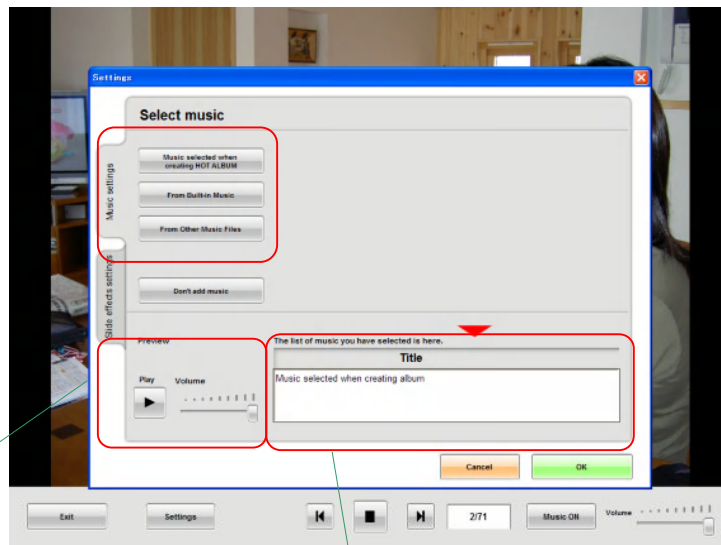 Settings
Select music
Music settings
Slide effects settings
Music selected when
creating HOT ALBUM
From Built-in Music
From Other Music Files
Don't add music
Preview
Play
Volume
The list of music you have selected is here.
Title
Music selected when creating album
Cancel
OK
Exit
Settings
2/71
Music ON
Volume